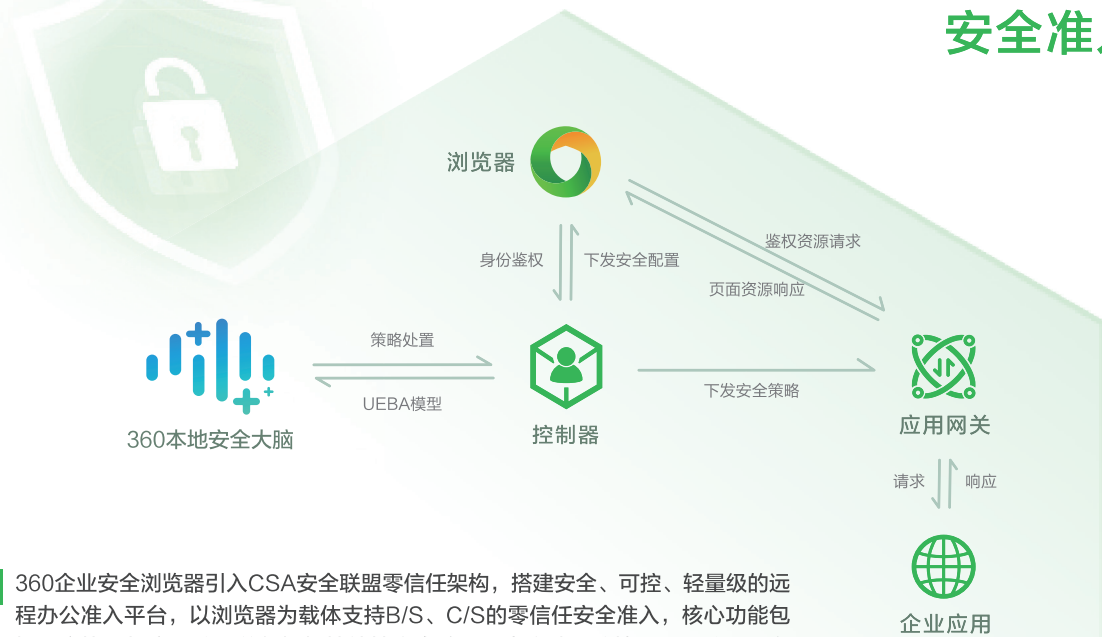 安全准
浏览器
鉴权资源请求
身份鉴权
下发安全配置
页面资源响应
策略处置
UEBA模型
下发安全策略
应用网关
控制器
360本地安全大脑
请求
响应
企业应用
360企业安全浏览器引入CSA安全联盟零信任架构，搭建安全、可控、轻量级的远
程办公准入平台，以浏览器为载体支持B/S、C/S的零信任安全准入，核心功能包